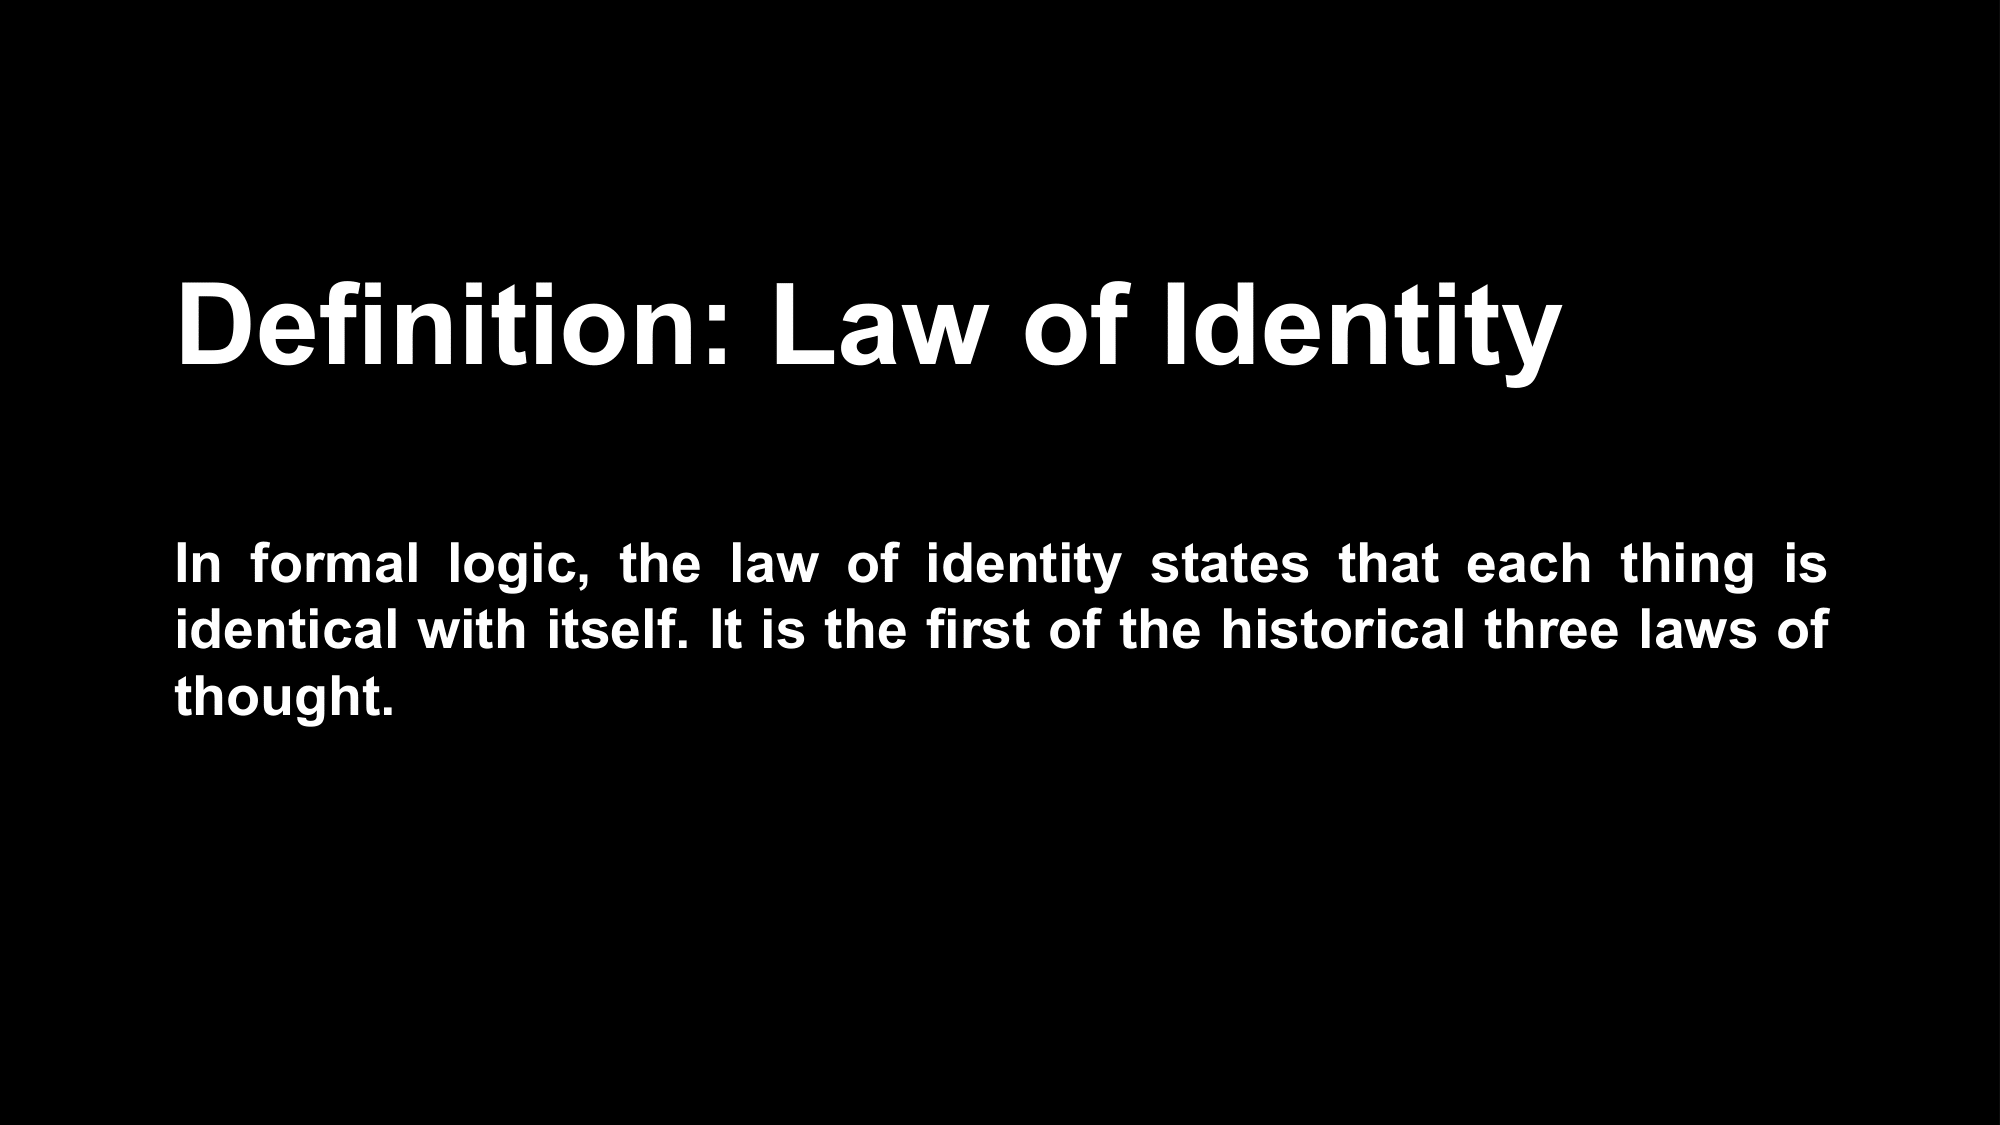 Definition: Law of Identity
In formal logic, the law of identity states that each thing is
identical with itself. It is the first of the historical three laws of
thought.